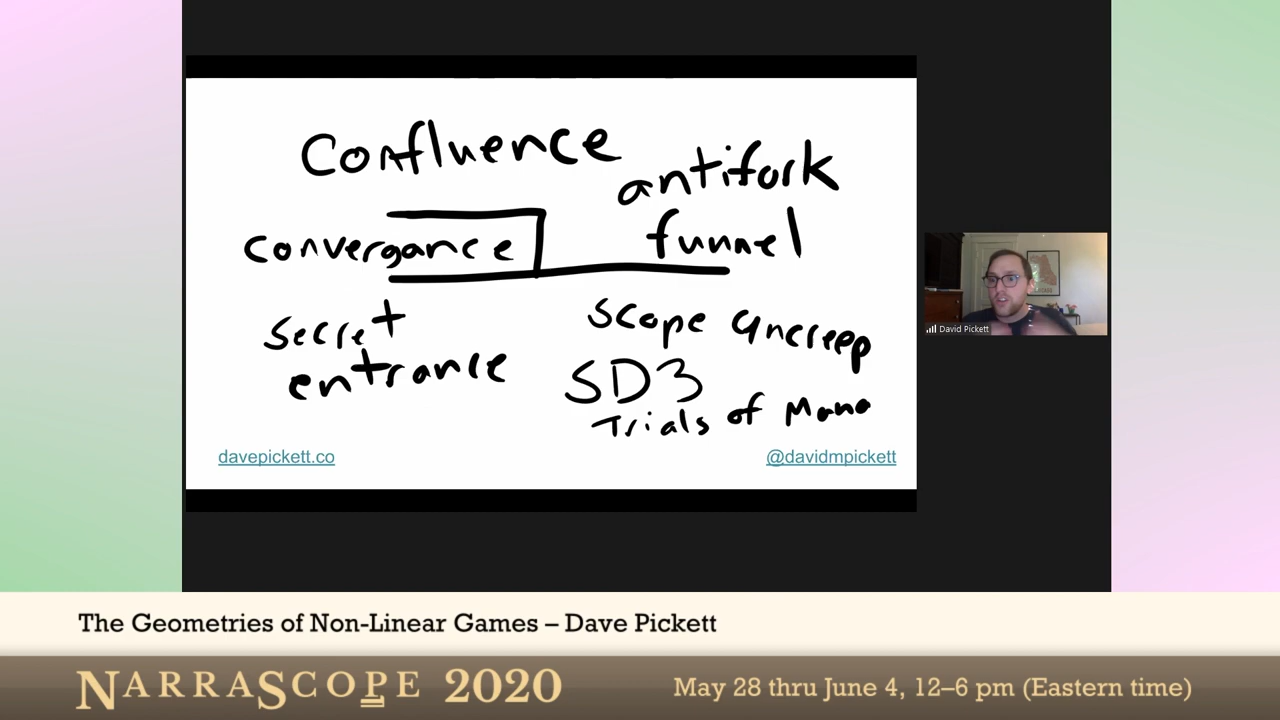 Confluence
antifork
convergance
funnel
secret
entrance
scope uncreep
SD3
Trials of Mana
davepickett.co
@davidmpickett
David Pickett
The Geometries of Non-Linear Games – Dave Pickett
NARRASCOPE 2020
May 28 thru June 4, 12–6 pm (Eastern time)